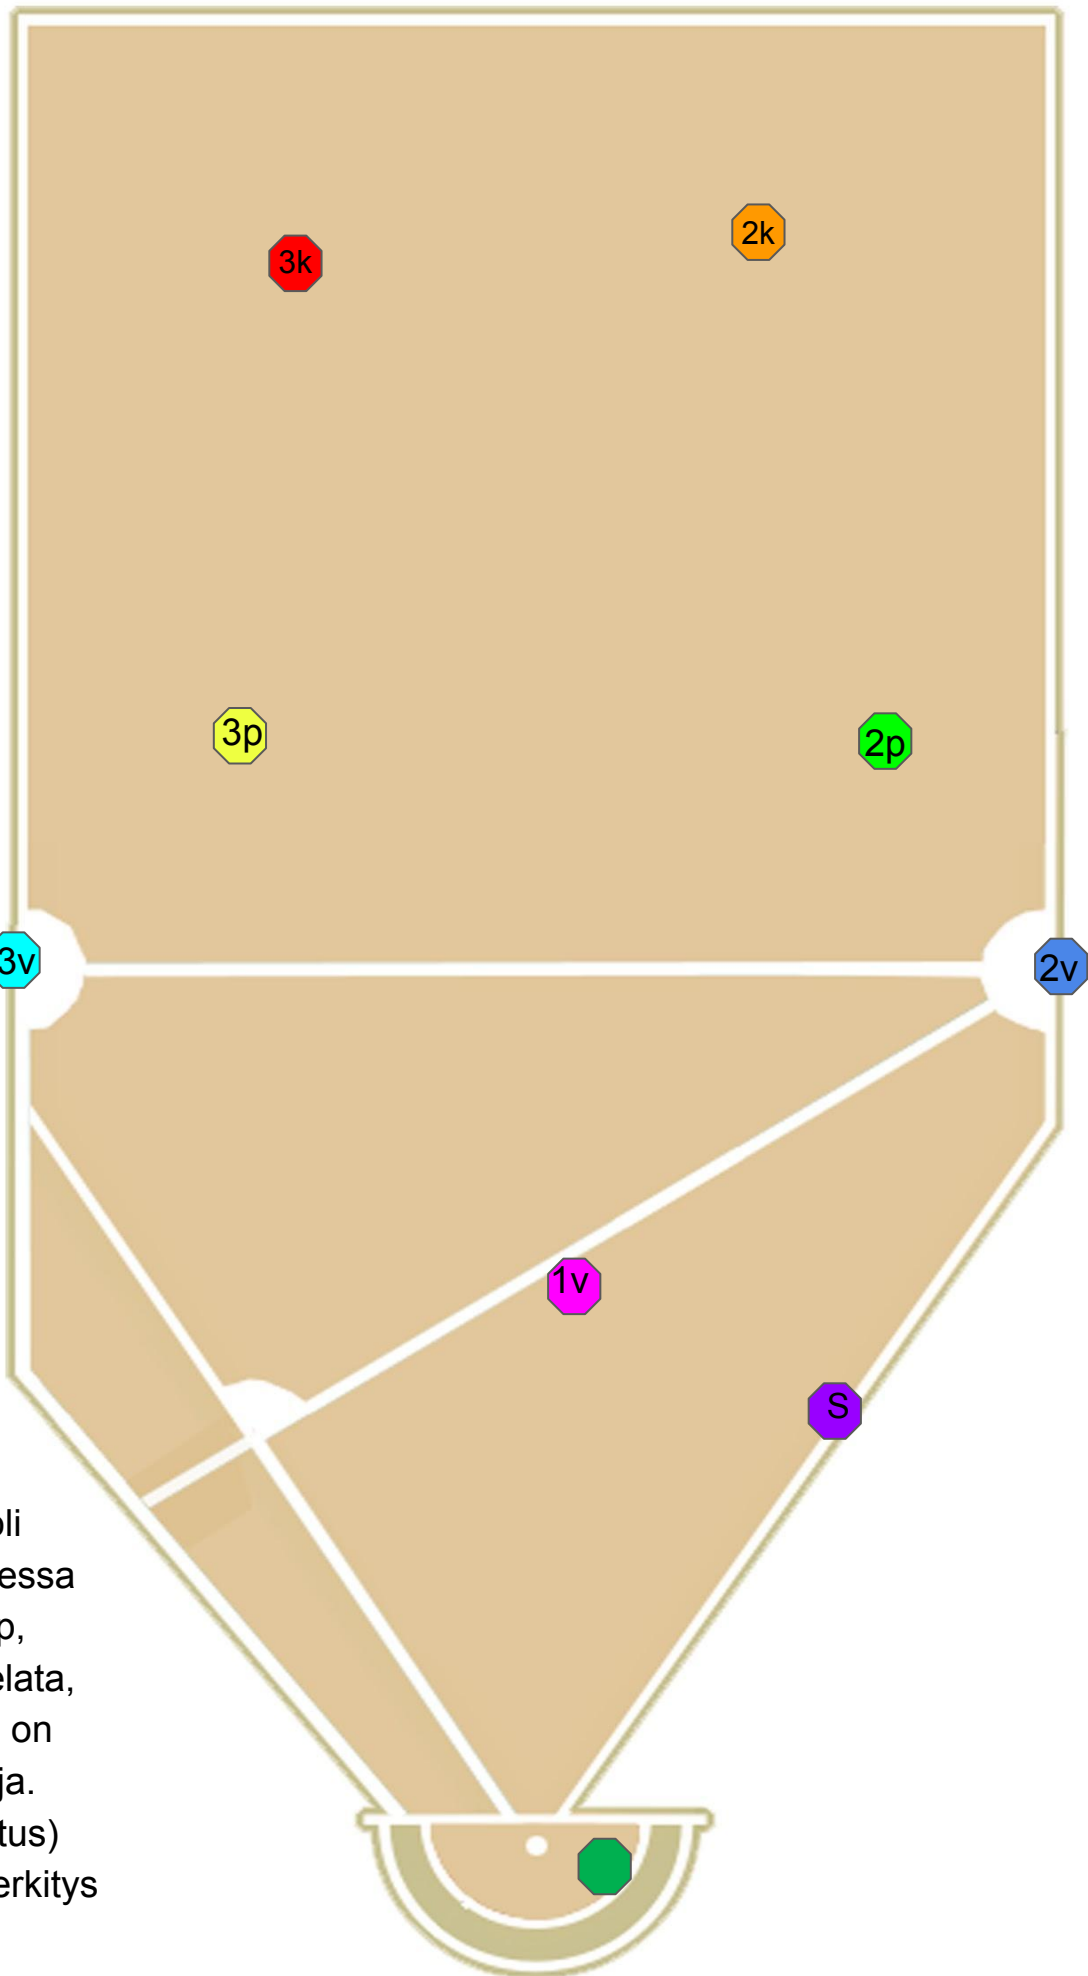 2k
3k
3p
2p
3v
2v
1v
S
oli
essa
p,
elata,
on
ja.
tus)
erkitys